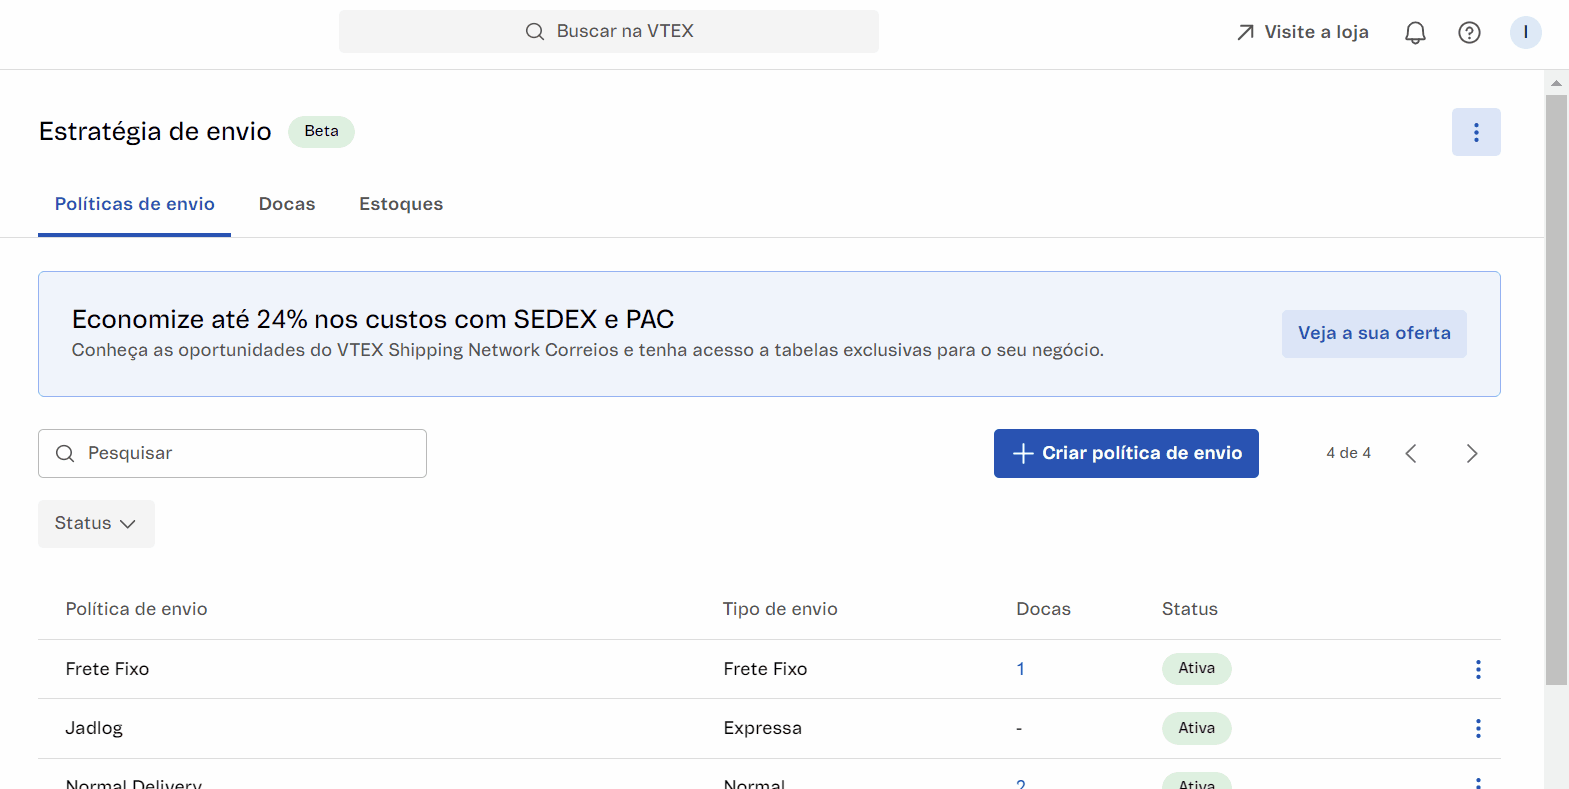 Buscar na VTEX
Visite a loja
I
Estratégia de envio Beta
Políticas de envio Docas Estoques
Economize até 24% nos custos com SEDEX e PAC
Conheça as oportunidades do VTEX Shipping Network Correios e tenha acesso a tabelas exclusivas para o seu negócio.
Veja a sua oferta
Pesquisar
Criar política de envio
4 de 4
Status
Política de envio Tipo de envio Docas Status
Frete Fixo Frete Fixo 1 Ativa
Jadlog Expressa - Ativa
Normal Delivery Normal 2 Ativa